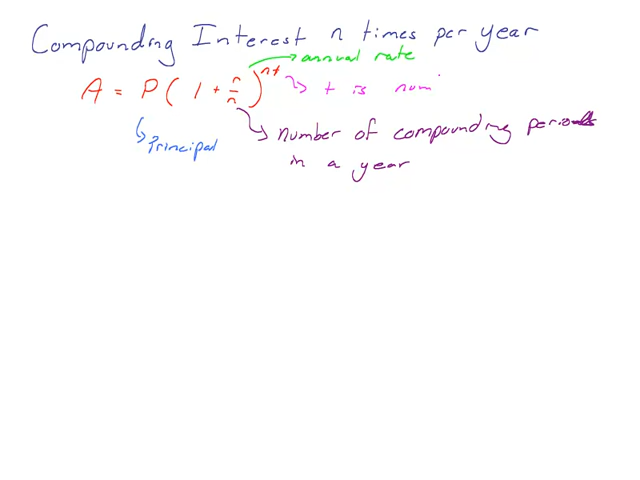 Compounding Interest n times per year
annual rate
A = P ( 1 + r/n )^nt
t is num
Principal
number of compounding periods
in a year